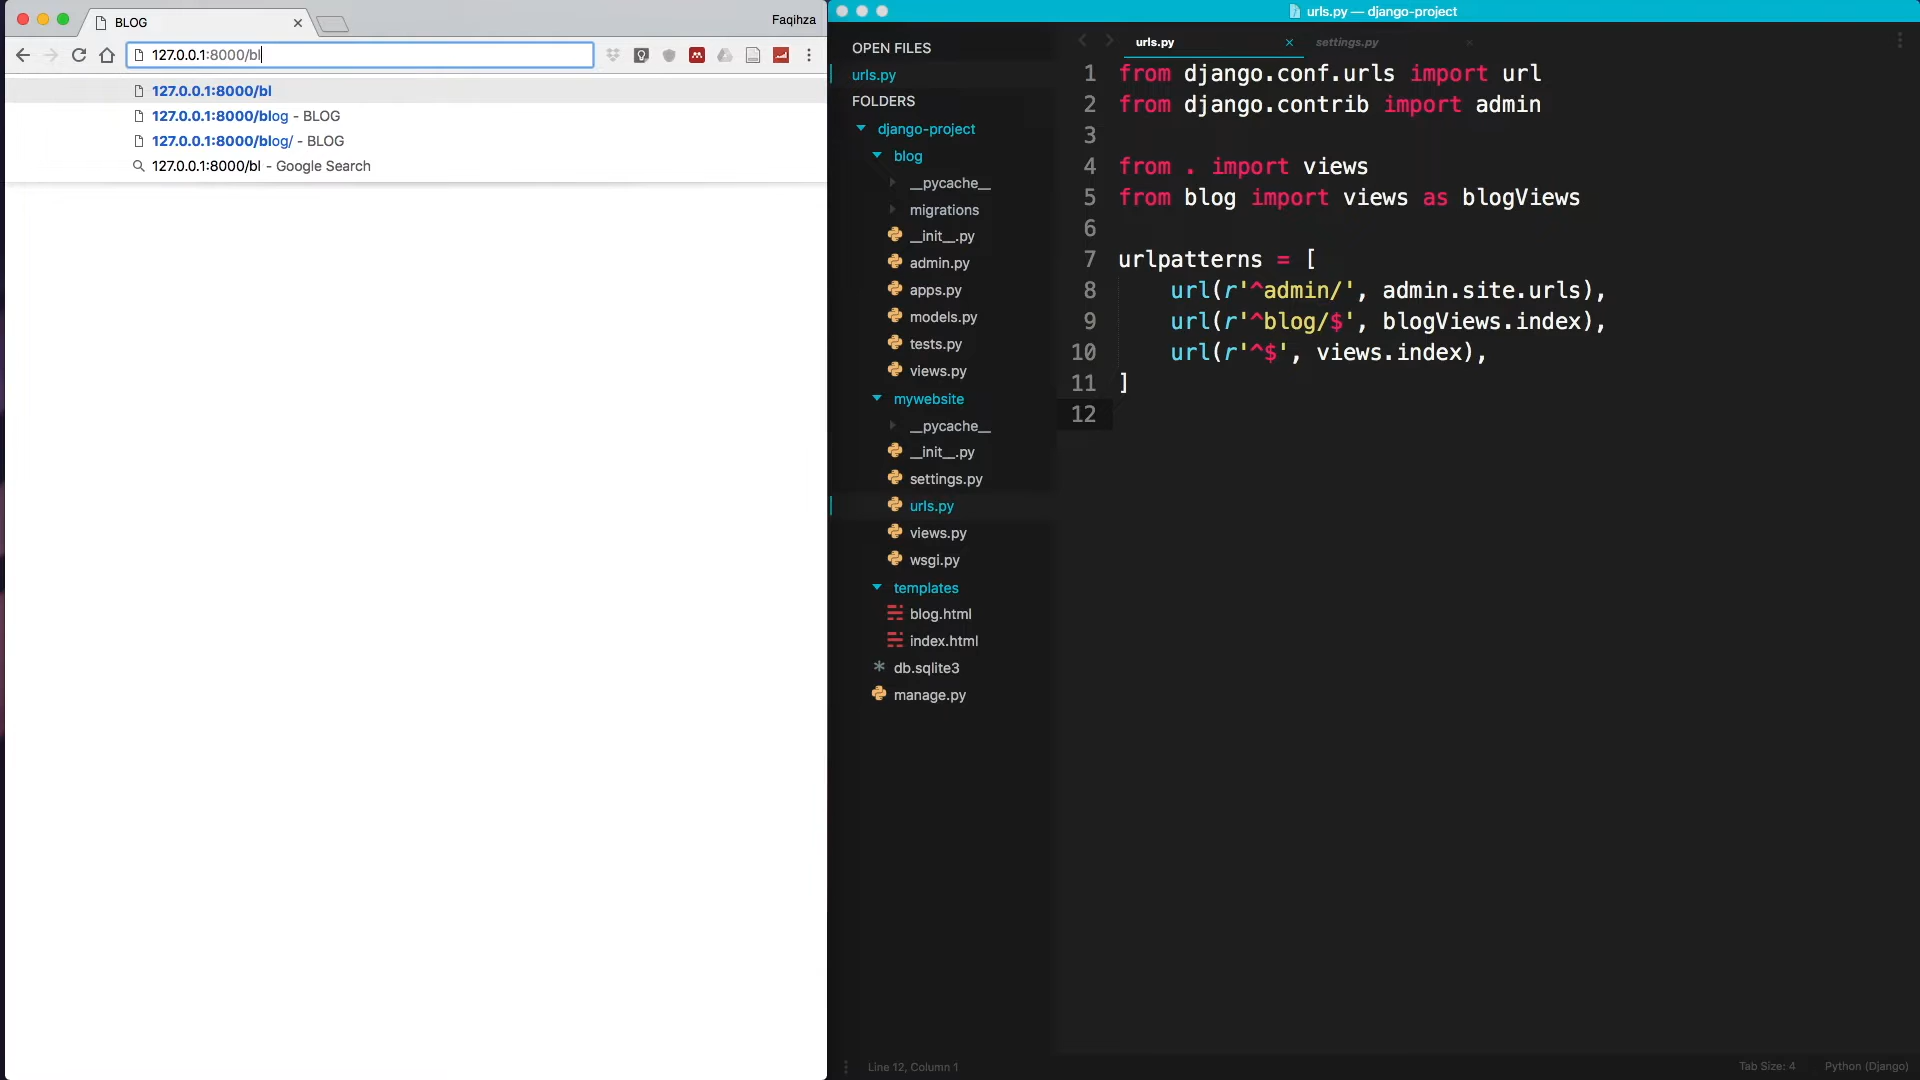 BLOG
Faqihza
127.0.0.1:8000/bl
127.0.0.1:8000/bl
127.0.0.1:8000/blog - BLOG
127.0.0.1:8000/blog/ - BLOG
127.0.0.1:8000/bl - Google Search
urls.py — django-project
OPEN FILES
urls.py
FOLDERS
django-project
blog
__pycache__
migrations
__init__.py
admin.py
apps.py
models.py
tests.py
views.py
mywebsite
__pycache__
__init__.py
settings.py
urls.py
views.py
wsgi.py
templates
blog.html
index.html
db.sqlite3
manage.py
urls.py
settings.py
1 from django.conf.urls import url
2 from django.contrib import admin
3
4 from . import views
5 from blog import views as blogViews
6
7 urlpatterns = [
8 url(r'^admin/', admin.site.urls),
9 url(r'^blog/$', blogViews.index),
10 url(r'^$', views.index),
11 ]
12
Line 12, Column 1
Tab Size: 4
Python (Django)